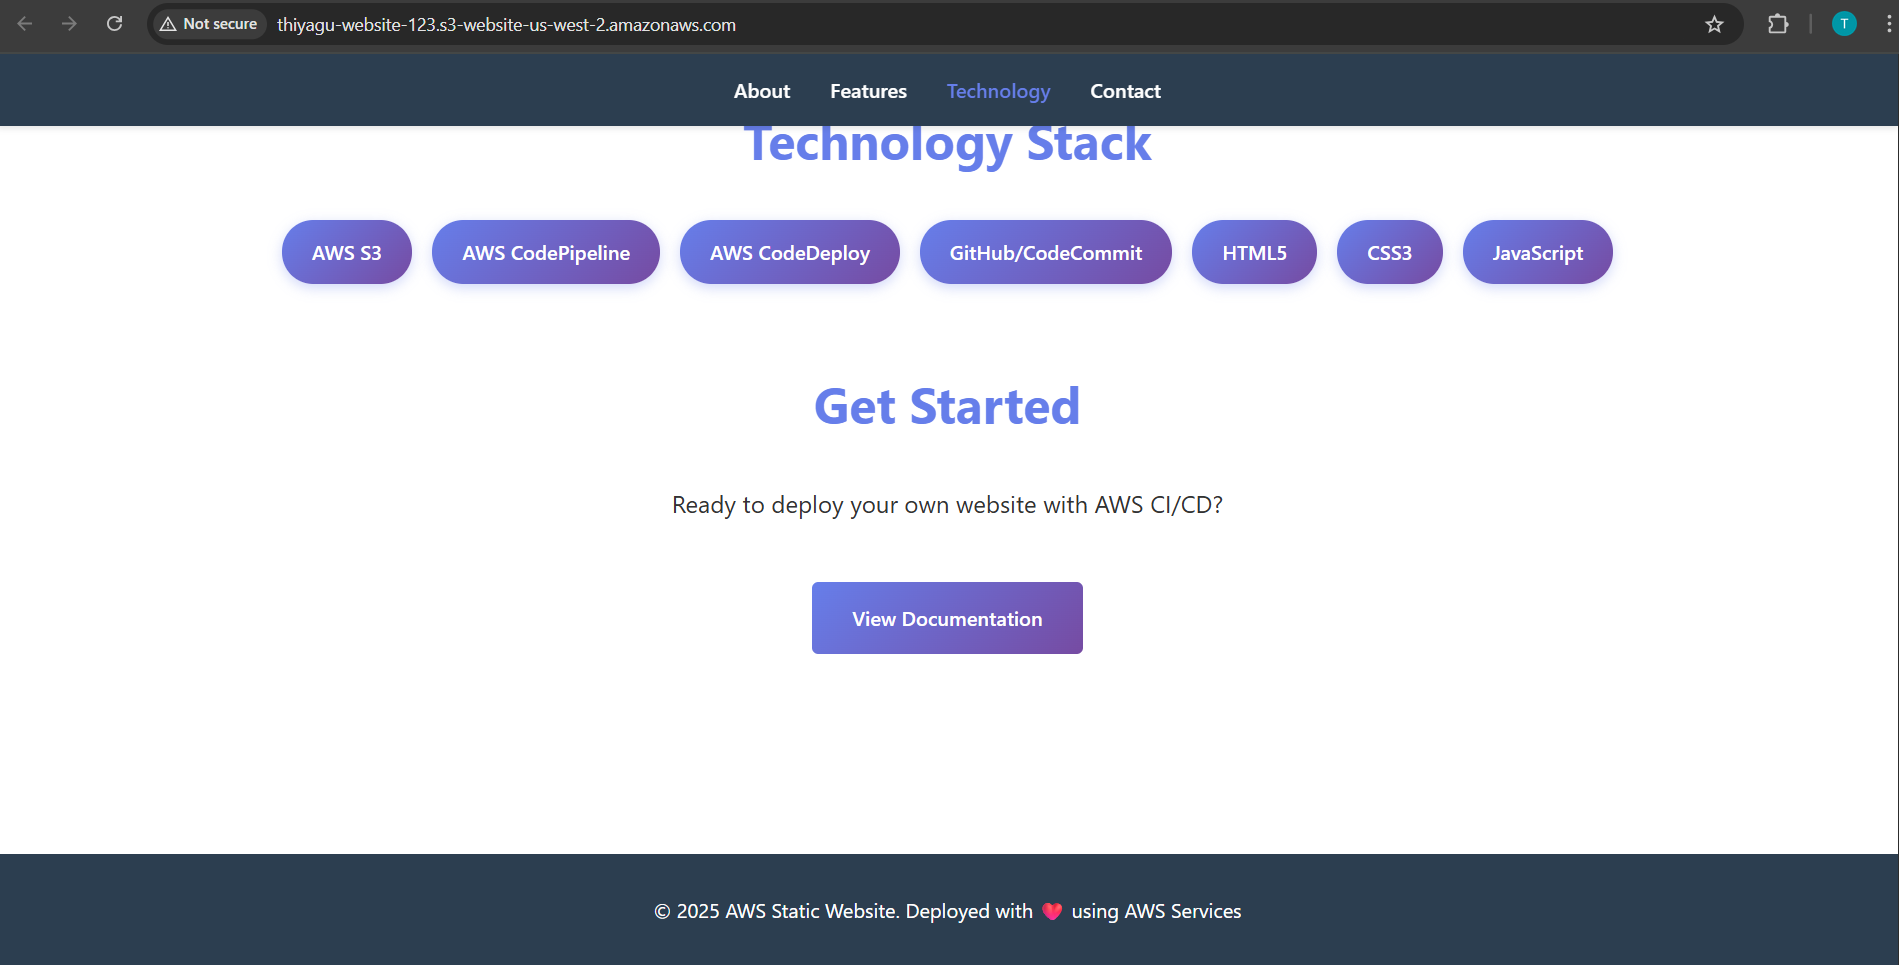 Not secure thiyagu-website-123.s3-website-us-west-2.amazonaws.com T
About Features Technology Contact
Technology Stack
AWS S3 AWS CodePipeline AWS CodeDeploy GitHub/CodeCommit HTML5 CSS3 JavaScript
Get Started
Ready to deploy your own website with AWS CI/CD?
View Documentation
© 2025 AWS Static Website. Deployed with ❤️ using AWS Services